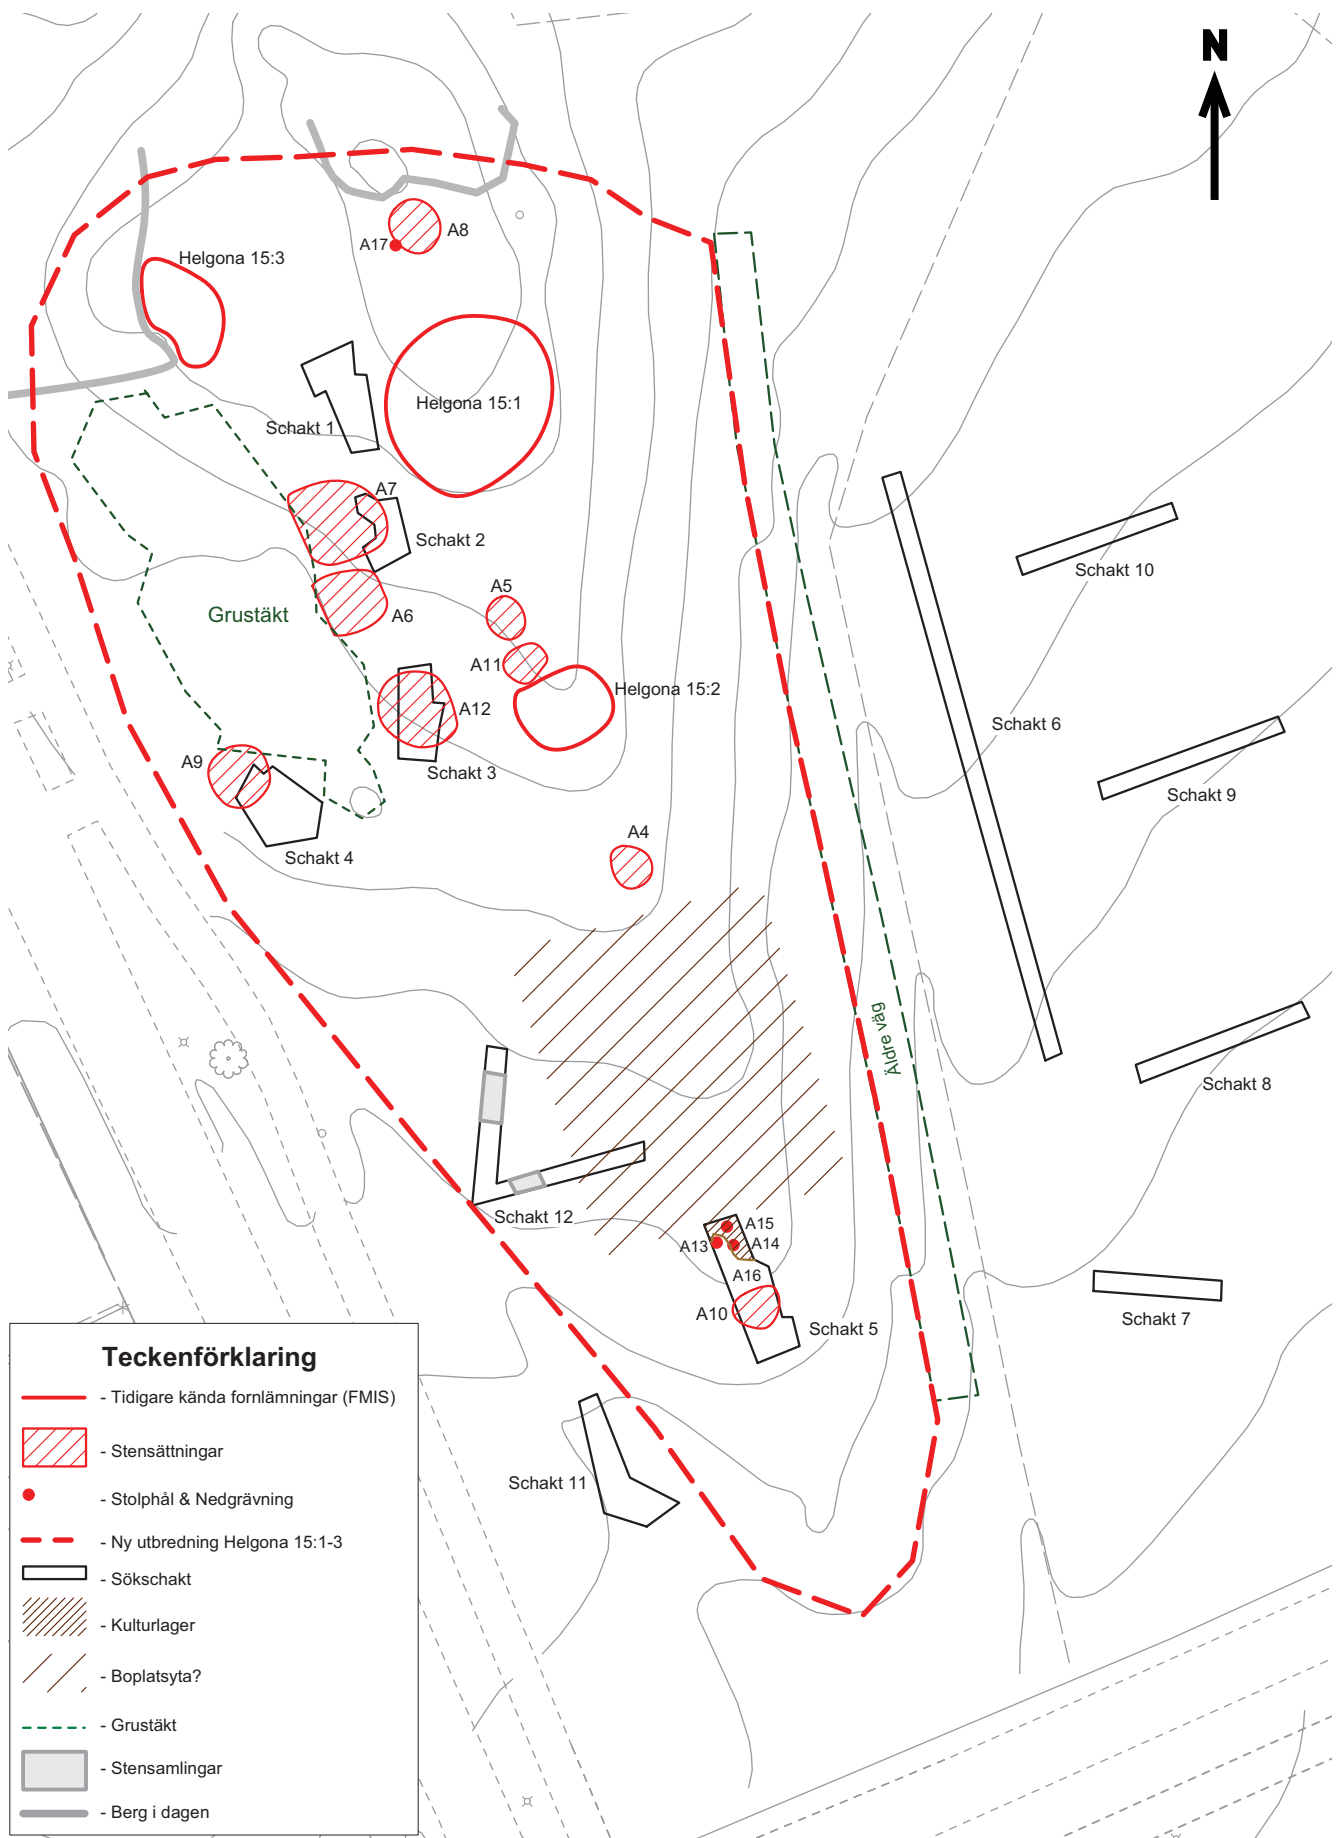 N
A8
A17
Helgona 15:3
Helgona 15:1
Schakt 1
A7
Schakt 2
Schakt 10
A5
Grustäkt
A6
A11
Helgona 15:2
A12
Schakt 6
A9
Schakt 3
Schakt 9
A4
Schakt 4
Äldre väg
Schakt 8
Schakt 12
A15
A13
A14
A16
A10
Schakt 5
Schakt 7
Schakt 11
Teckenförklaring
- Tidigare kända fornlämningar (FMIS)
- Stensättningar
- Stolphål & Nedgrävning
- Ny utbredning Helgona 15:1-3
- Sökschakt
- Kulturlager
- Boplatsyta?
- Grustäkt
- Stensamlingar
- Berg i dagen